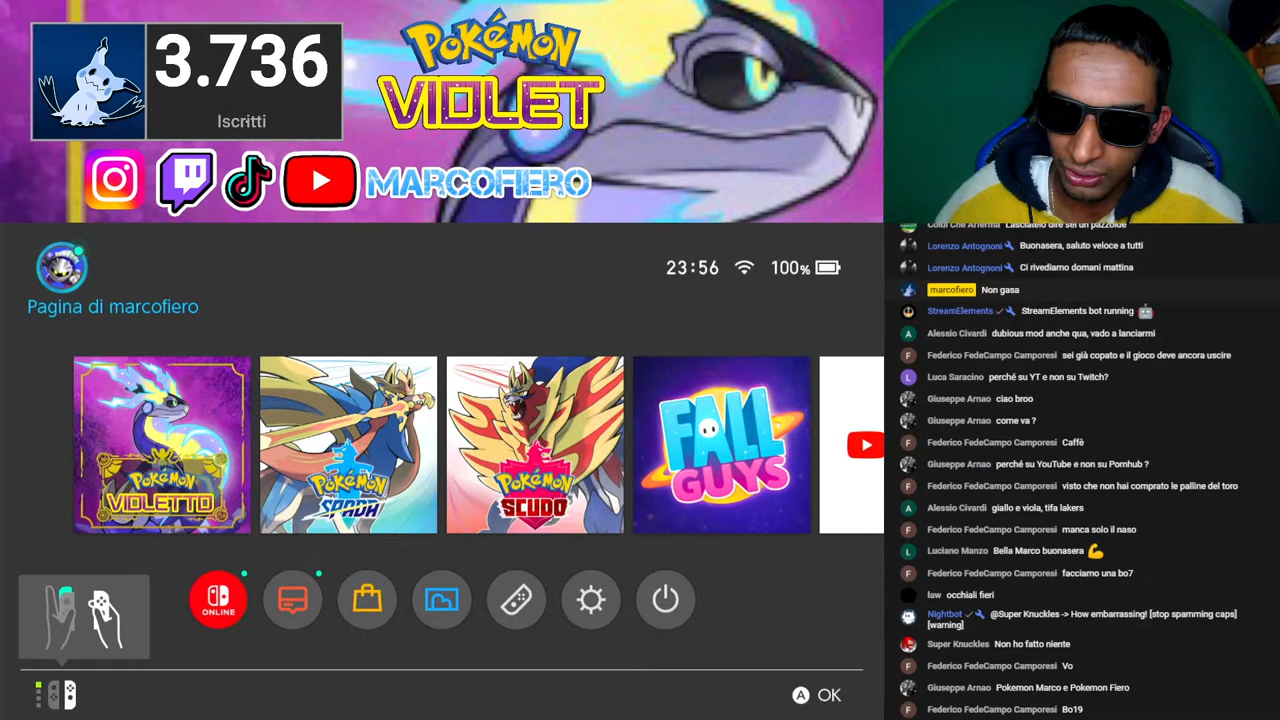 3.736
Iscritti
POKéMON
VIOLET
MARCOFIERO
Pagina di marcofiero
23:56
100%
POKéMON
VIOLETTO
POKéMON
SPADA
POKéMON
SCUDO
FALL
GUYS
ONLINE
A OK
Coldi Che Afferma Lasciatelo dire sei un pazzoide
Lorenzo Antognoni Buonasera, saluto veloce a tutti
Lorenzo Antognoni Ci rivediamo domani mattina
marcofiero Non gasa
StreamElements StreamElements bot running
A Alessio Civardi dubious mod anche qua, vado a lanciarmi
F Federico FedeCampo Camporesi sei già copato e il gioco deve ancora uscire
L Luca Saracino perché su YT e non su Twitch?
Giuseppe Arnao ciao broo
Giuseppe Arnao come va ?
F Federico FedeCampo Camporesi Caffè
Giuseppe Arnao perché su YouTube e non su Pornhub ?
F Federico FedeCampo Camporesi visto che non hai comprato le palline del toro
A Alessio Civardi giallo e viola, tifa lakers
F Federico FedeCampo Camporesi manca solo il naso
L Luciano Manzo Bella Marco buonasera
F Federico FedeCampo Camporesi facciamo una bo7
law occhiali fieri
Nightbot @Super Knuckles -> How embarrassing! [stop spamming caps]
[warning]
Super Knuckles Non ho fatto niente
F Federico FedeCampo Camporesi Vo
Giuseppe Arnao Pokemon Marco e Pokemon Fiero
F Federico FedeCampo Camporesi Bo19